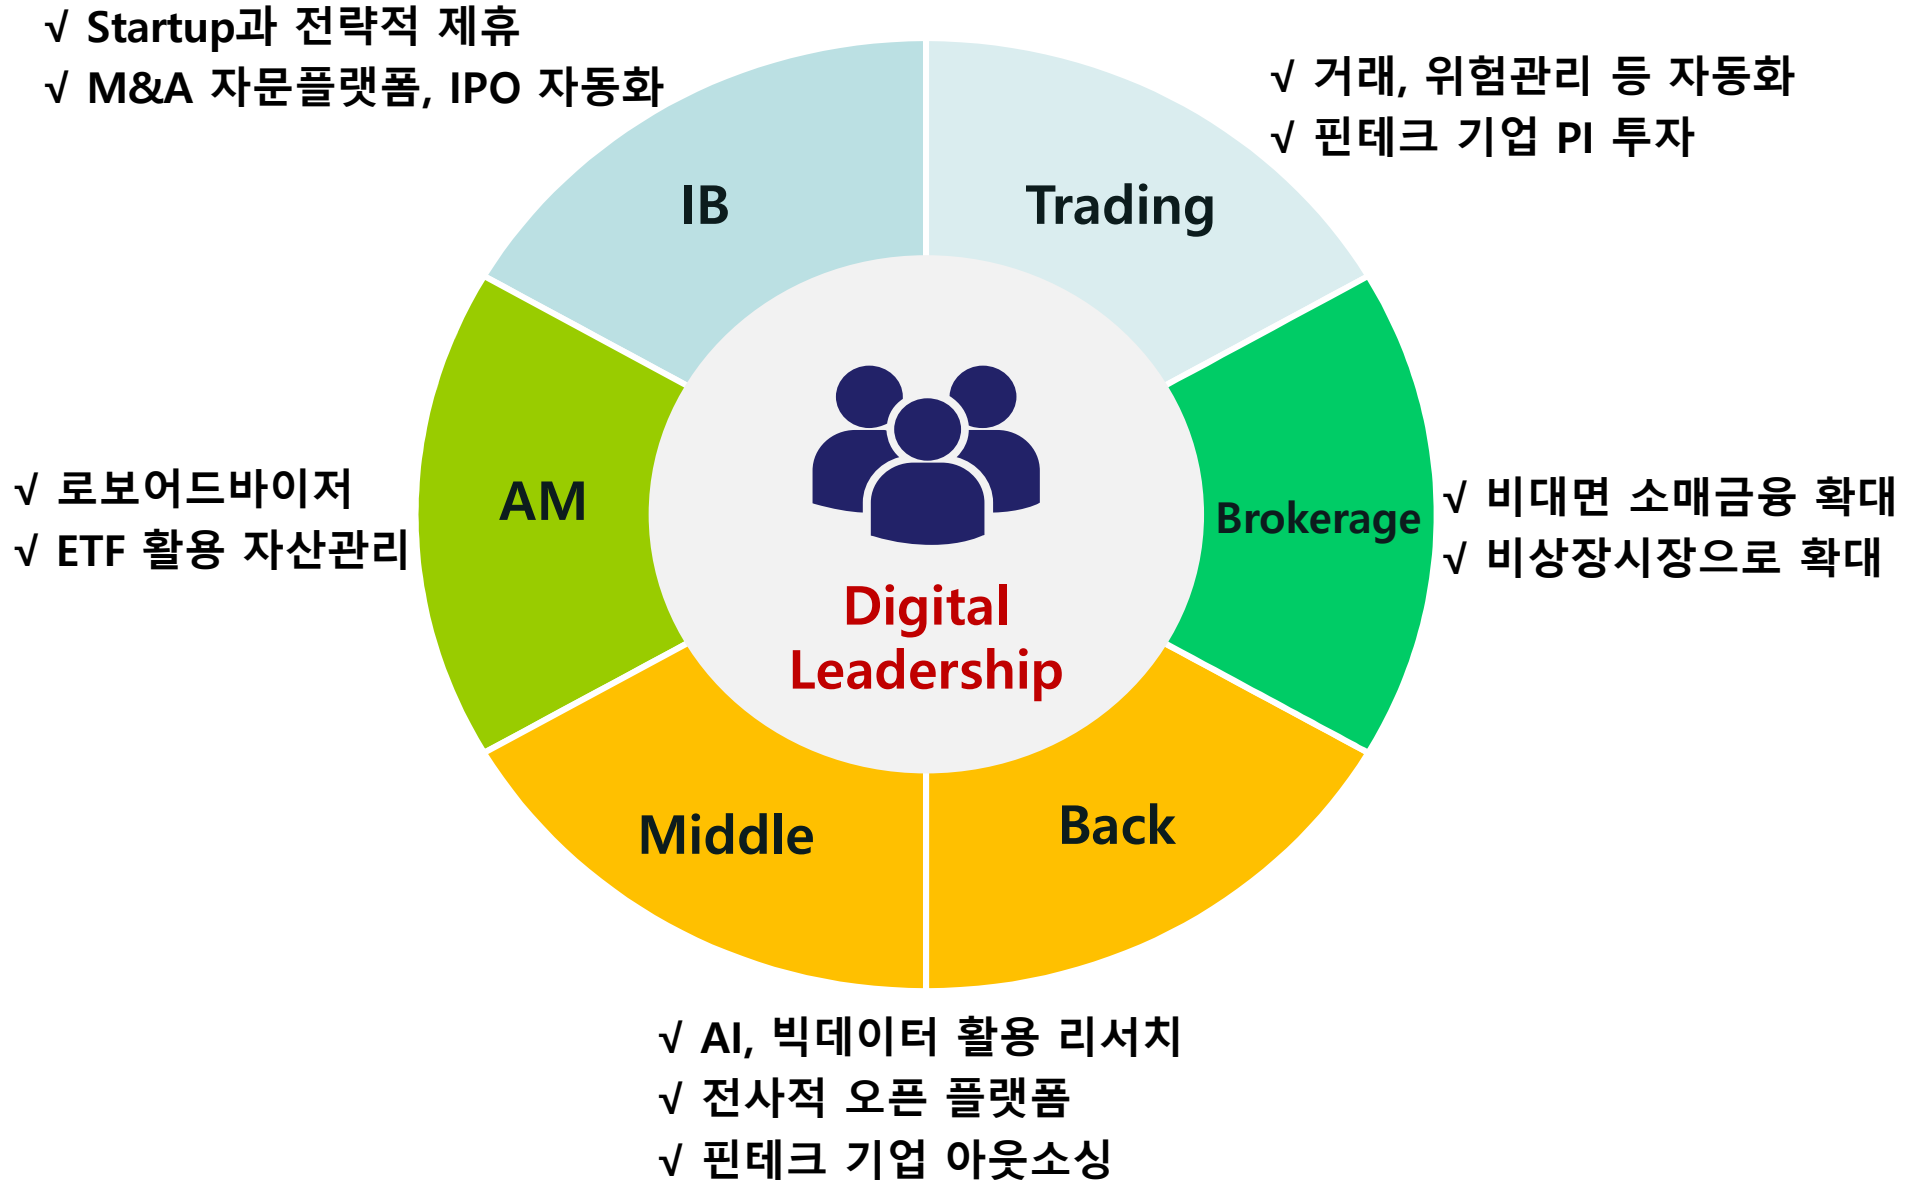 √ Startup과 전략적 제휴
√ M&A 자문플랫폼, IPO 자동화
√ 거래, 위험관리 등 자동화
√ 핀테크 기업 PI 투자
IB
Trading
√ 로보어드바이저
√ ETF 활용 자산관리
AM
Digital
Leadership
Brokerage
√ 비대면 소매금융 확대
√ 비상장시장으로 확대
Middle
Back
√ AI, 빅데이터 활용 리서치
√ 전사적 오픈 플랫폼
√ 핀테크 기업 아웃소싱